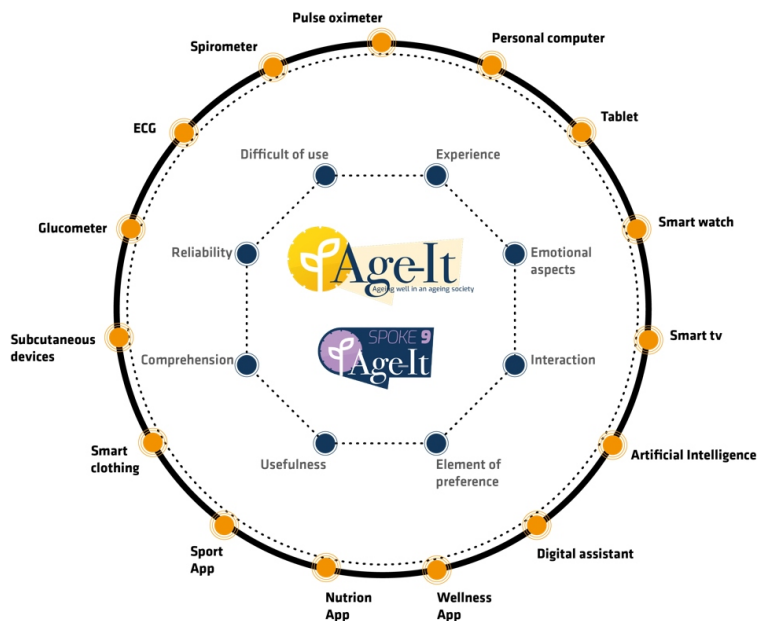 Pulse oximeter
Personal computer
Spirometer
Tablet
ECG
Difficult of use
Experience
Glucometer
Smart watch
Reliability
Emotional
aspects
Age-It
Ageing well in an ageing society
SPOKE 9
Age-It
Subcutaneous
devices
Smart tv
Comprehension
Interaction
Smart
clothing
Usefulness
Element of
preference
Artificial Intelligence
Sport
App
Digital assistant
Nutrion
App
Wellness
App